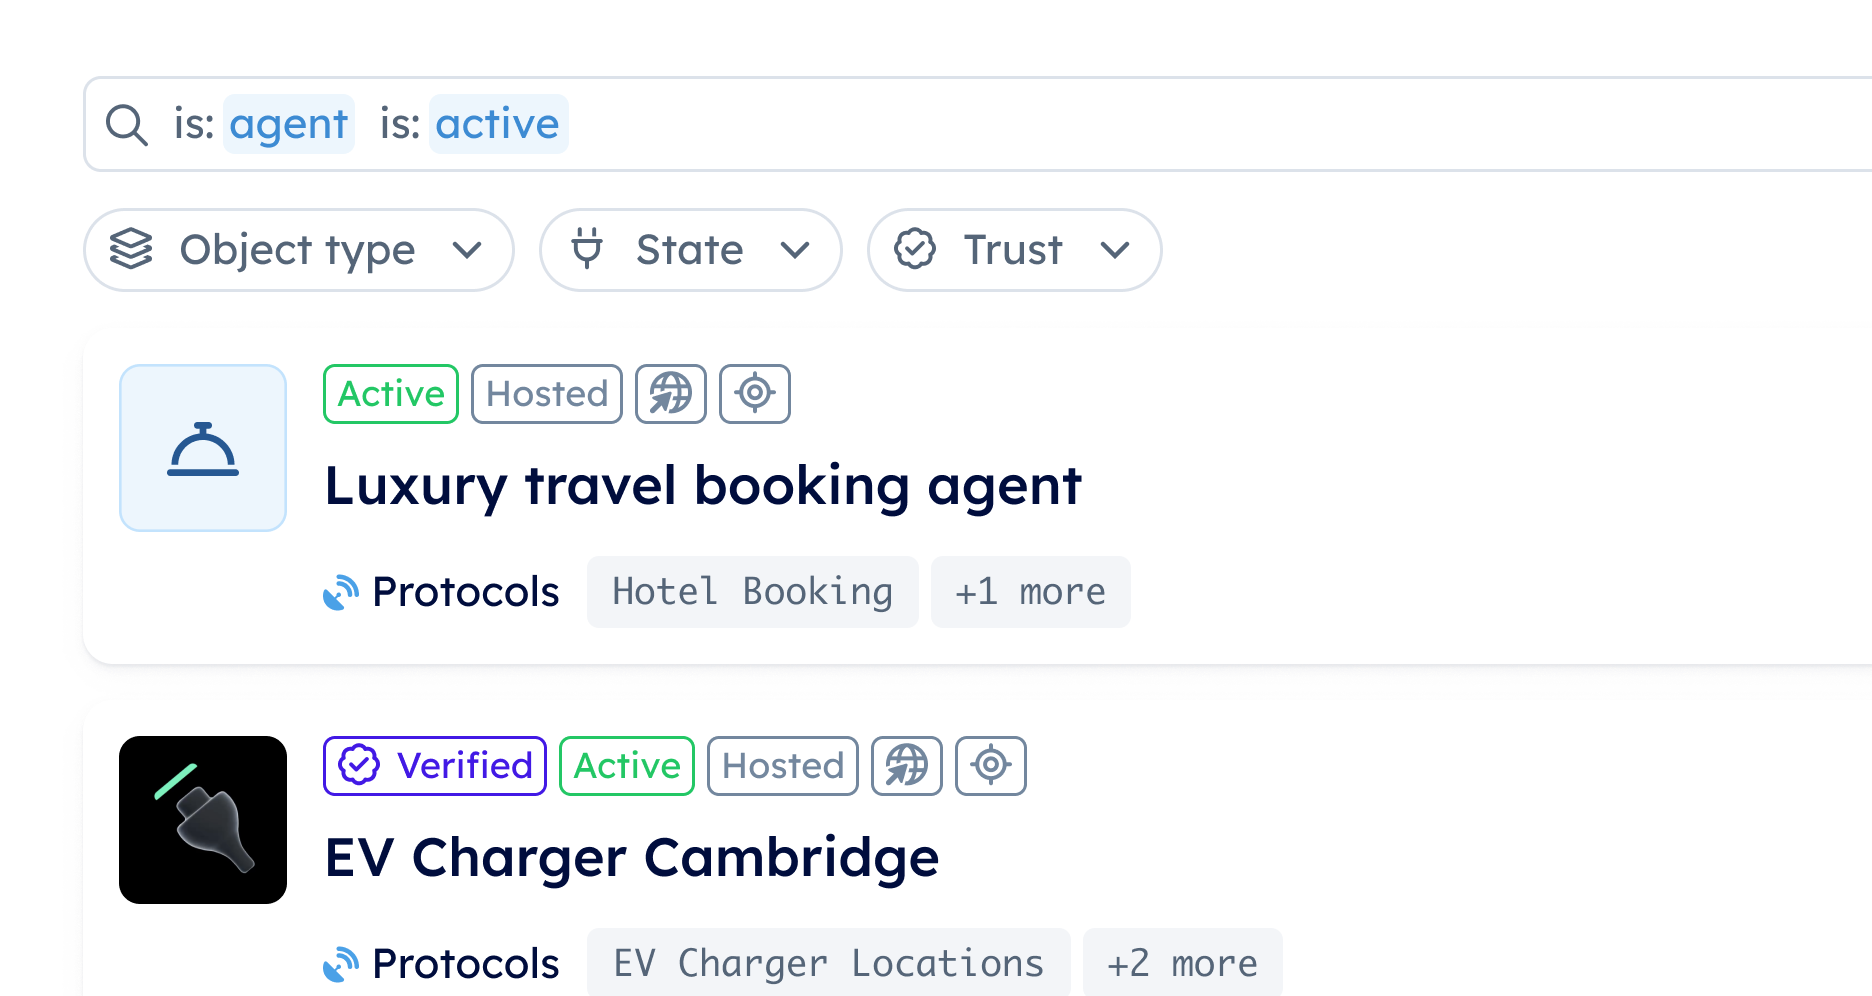 is: agent is: active
Object type State Trust
Active Hosted
Luxury travel booking agent
Protocols Hotel Booking +1 more
Verified Active Hosted
EV Charger Cambridge
Protocols EV Charger Locations +2 more